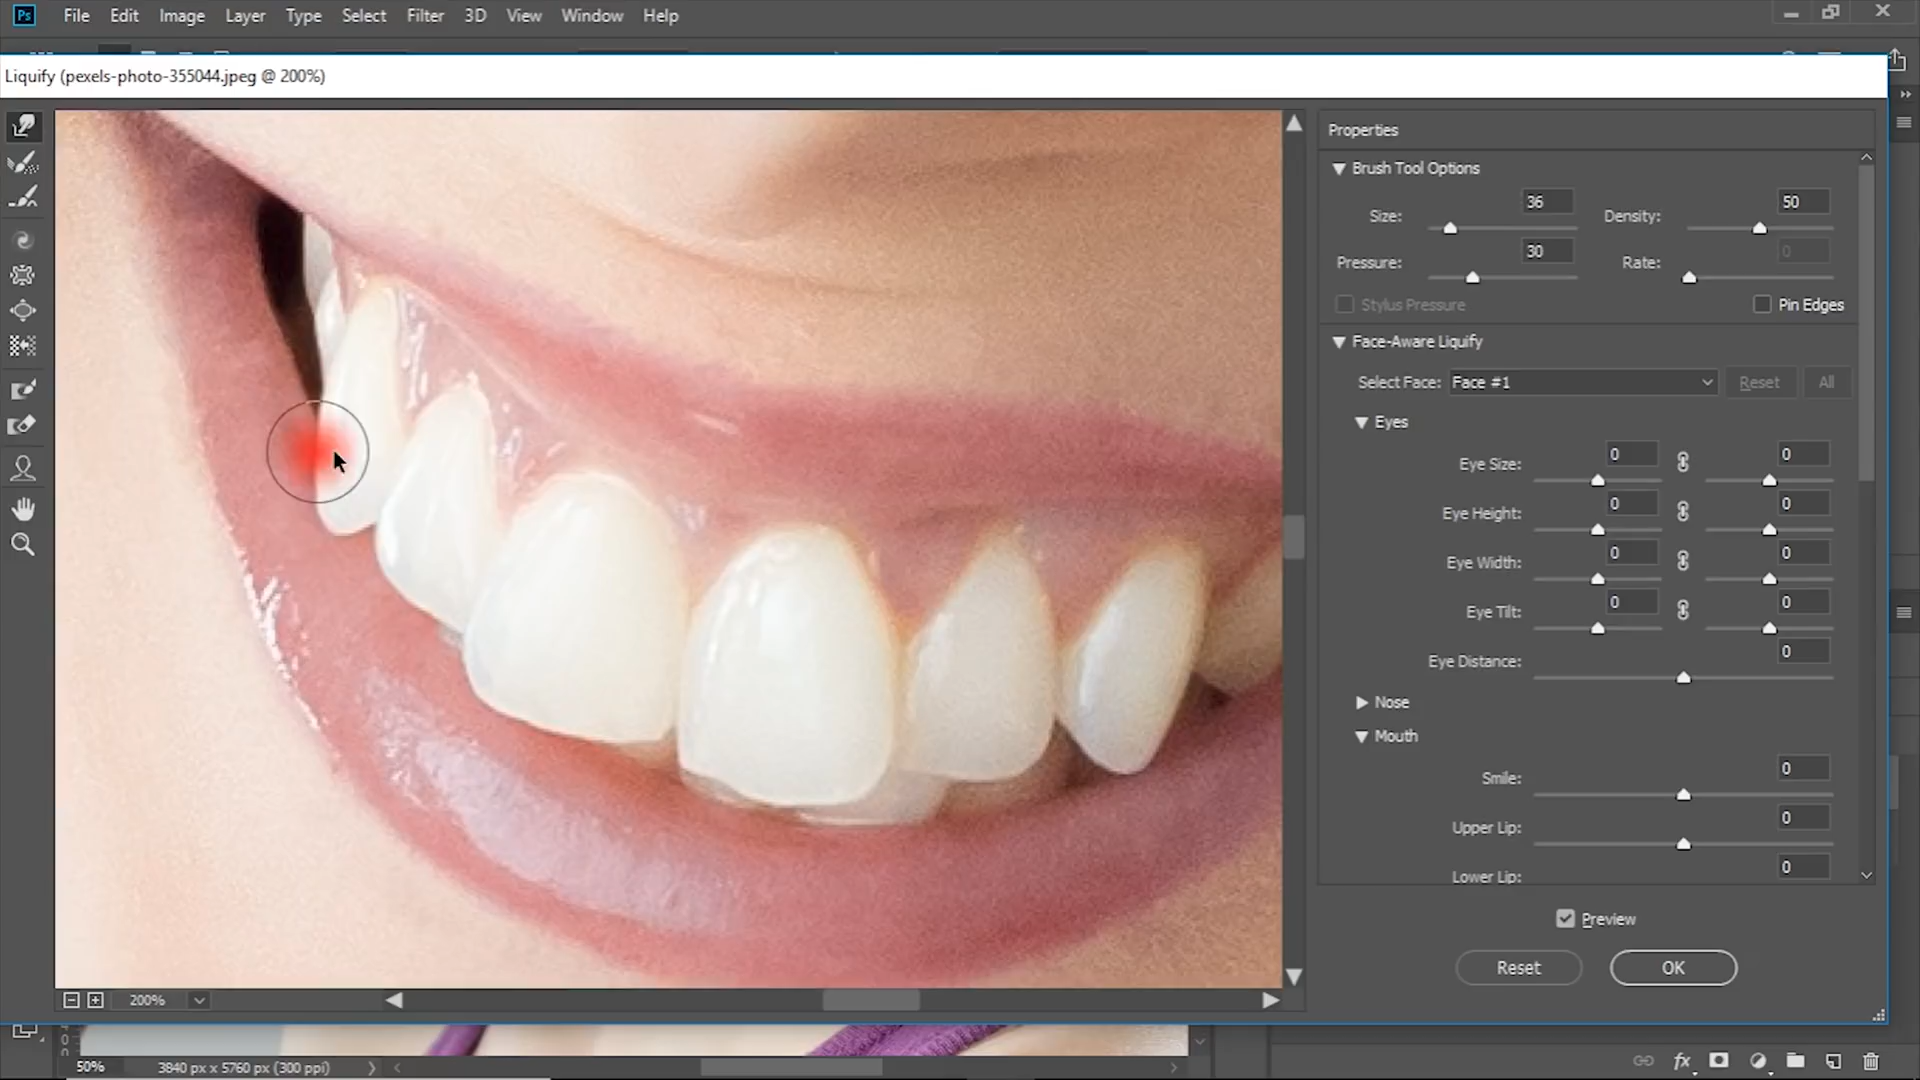 Ps File Edit Image Layer Type Select Filter 3D View Window Help
Liquify (pexels-photo-355044.jpeg @ 200%)
Properties
Brush Tool Options
Size: 36 Density: 50
Pressure: 30 Rate: 0
Stylus Pressure Pin Edges
Face-Aware Liquify
Select Face: Face #1 Reset All
Eyes
Eye Size: 0 0
Eye Height: 0 0
Eye Width: 0 0
Eye Tilt: 0 0
Eye Distance: 0
Nose
Mouth
Smile: 0
Upper Lip: 0
Lower Lip: 0
Preview
Reset OK
200%
50% 3840 px x 5760 px (300 ppi)
fx